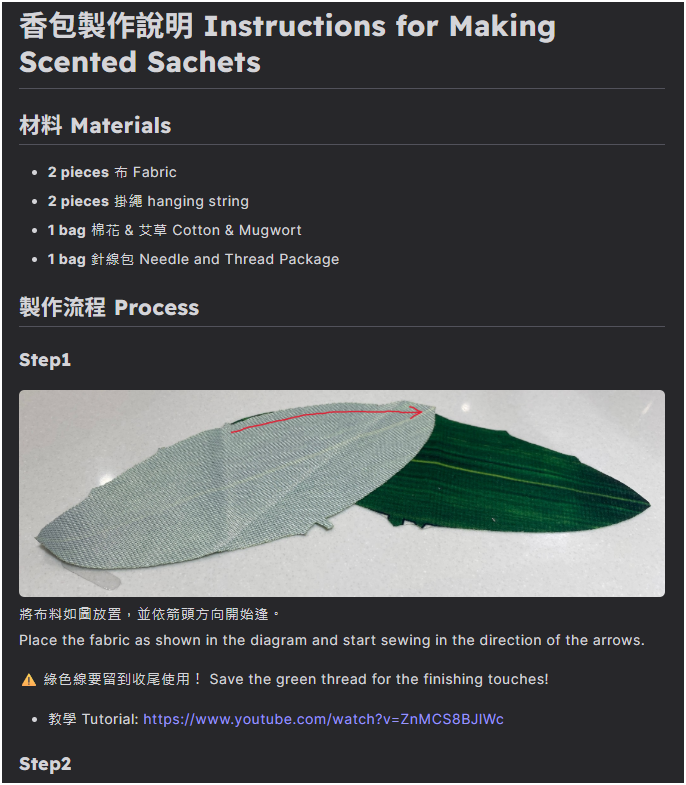 香包製作說明 Instructions for Making
Scented Sachets
材料 Materials
2 pieces 布 Fabric
2 pieces 掛繩 hanging string
1 bag 棉花 & 艾草 Cotton & Mugwort
1 bag 針線包 Needle and Thread Package
製作流程 Process
Step1
將布料如圖放置，並依箭頭方向開始逢。
Place the fabric as shown in the diagram and start sewing in the direction of the arrows.
⚠️ 綠色線要留到收尾使用！ Save the green thread for the finishing touches!
教學 Tutorial: https://www.youtube.com/watch?v=ZnMCS8BJlWc
Step2